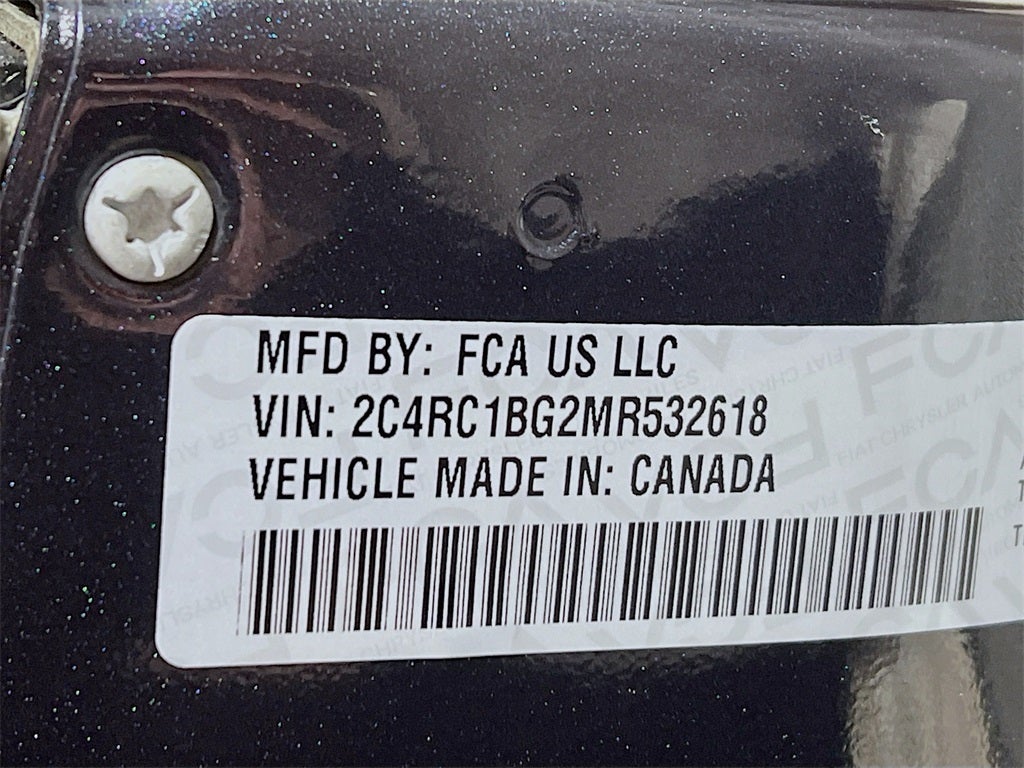 MFD BY: FCA US LLC
VIN: 2C4RC1BG2MR532618
VEHICLE MADE IN: CANADA